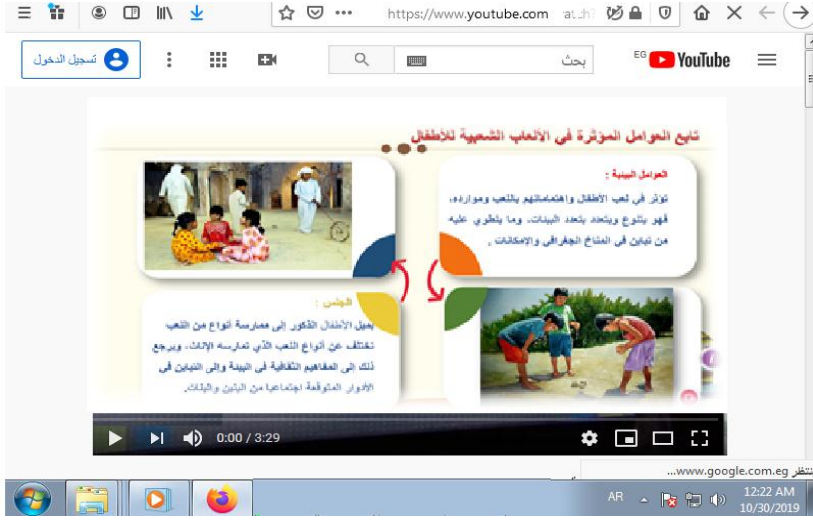 https://www.youtube.com
YouTube EG
بحث
تسجيل الدخول
تابع العوامل المؤثرة في الألعاب الشعبية للأطفال
العوامل البيئية :
تؤثر في لعب الأطفال واهتماماتهم باللعب وموارده،
فهو يتنوع ويتعدد بتعدد البيئات، وما ينطوي عليه
من تباين في المناخ الجغرافي والإمكانات .
الجنس :
يميل الأطفال الذكور إلى ممارسة أنواع من اللعب
تختلف عن أنواع اللعب الذي تمارسه الإناث، ويرجع
ذلك إلى المفاهيم الثقافية في البيئة وإلى التباين في
الأدوار المتوقعة اجتماعيا من البنين والبنات.
0:00 / 3:29
...www.google.com.eg
AR
12:22 AM
10/30/2019